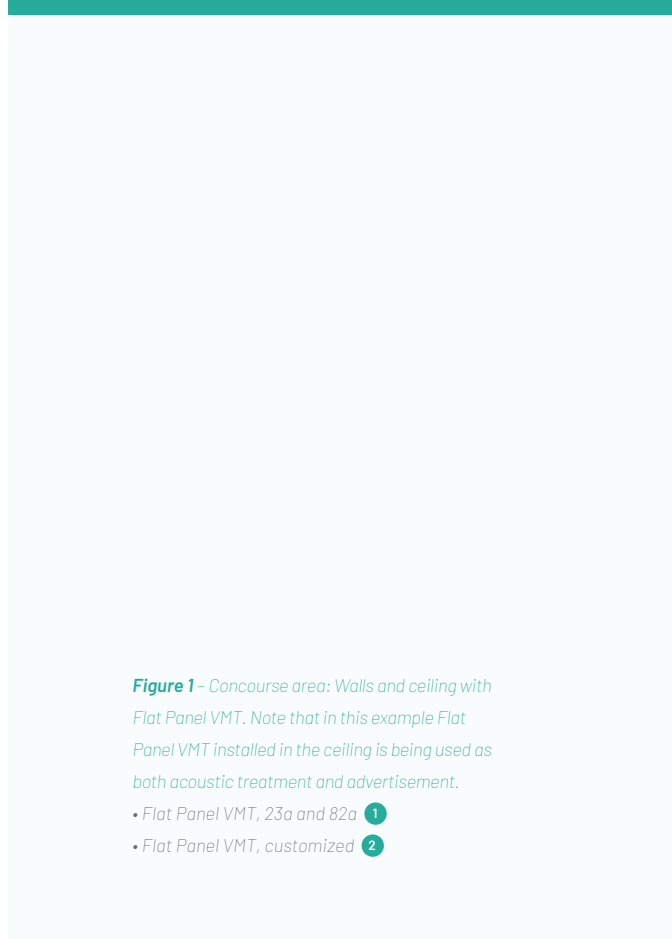 Figure 1 – Concourse area: Walls and ceiling with
Flat Panel VMT. Note that in this example Flat
Panel VMT installed in the ceiling is being used as
both acoustic treatment and advertisement.
• Flat Panel VMT, 23a and 82a 1
• Flat Panel VMT, customized 2